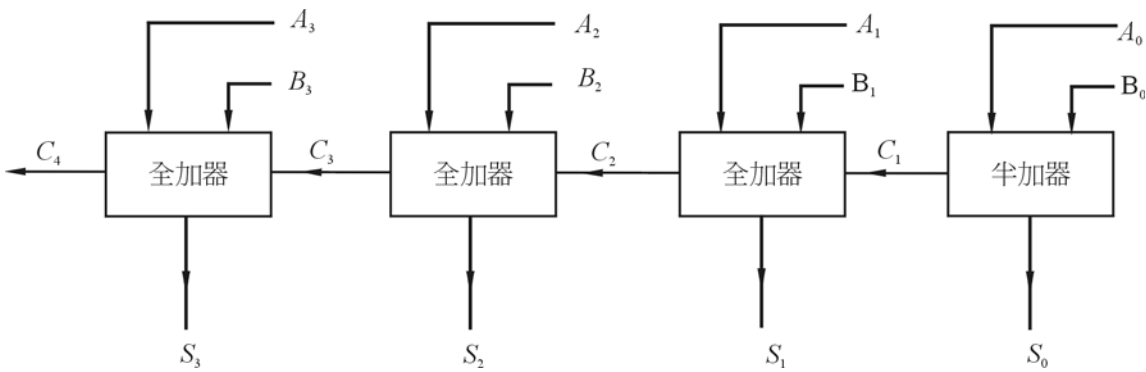 A₃ A₂ A₁ A₀
B₃ B₂ B₁ B₀
C₄ 全加器 C₃ 全加器 C₂ 全加器 C₁ 半加器
S₃ S₂ S₁ S₀